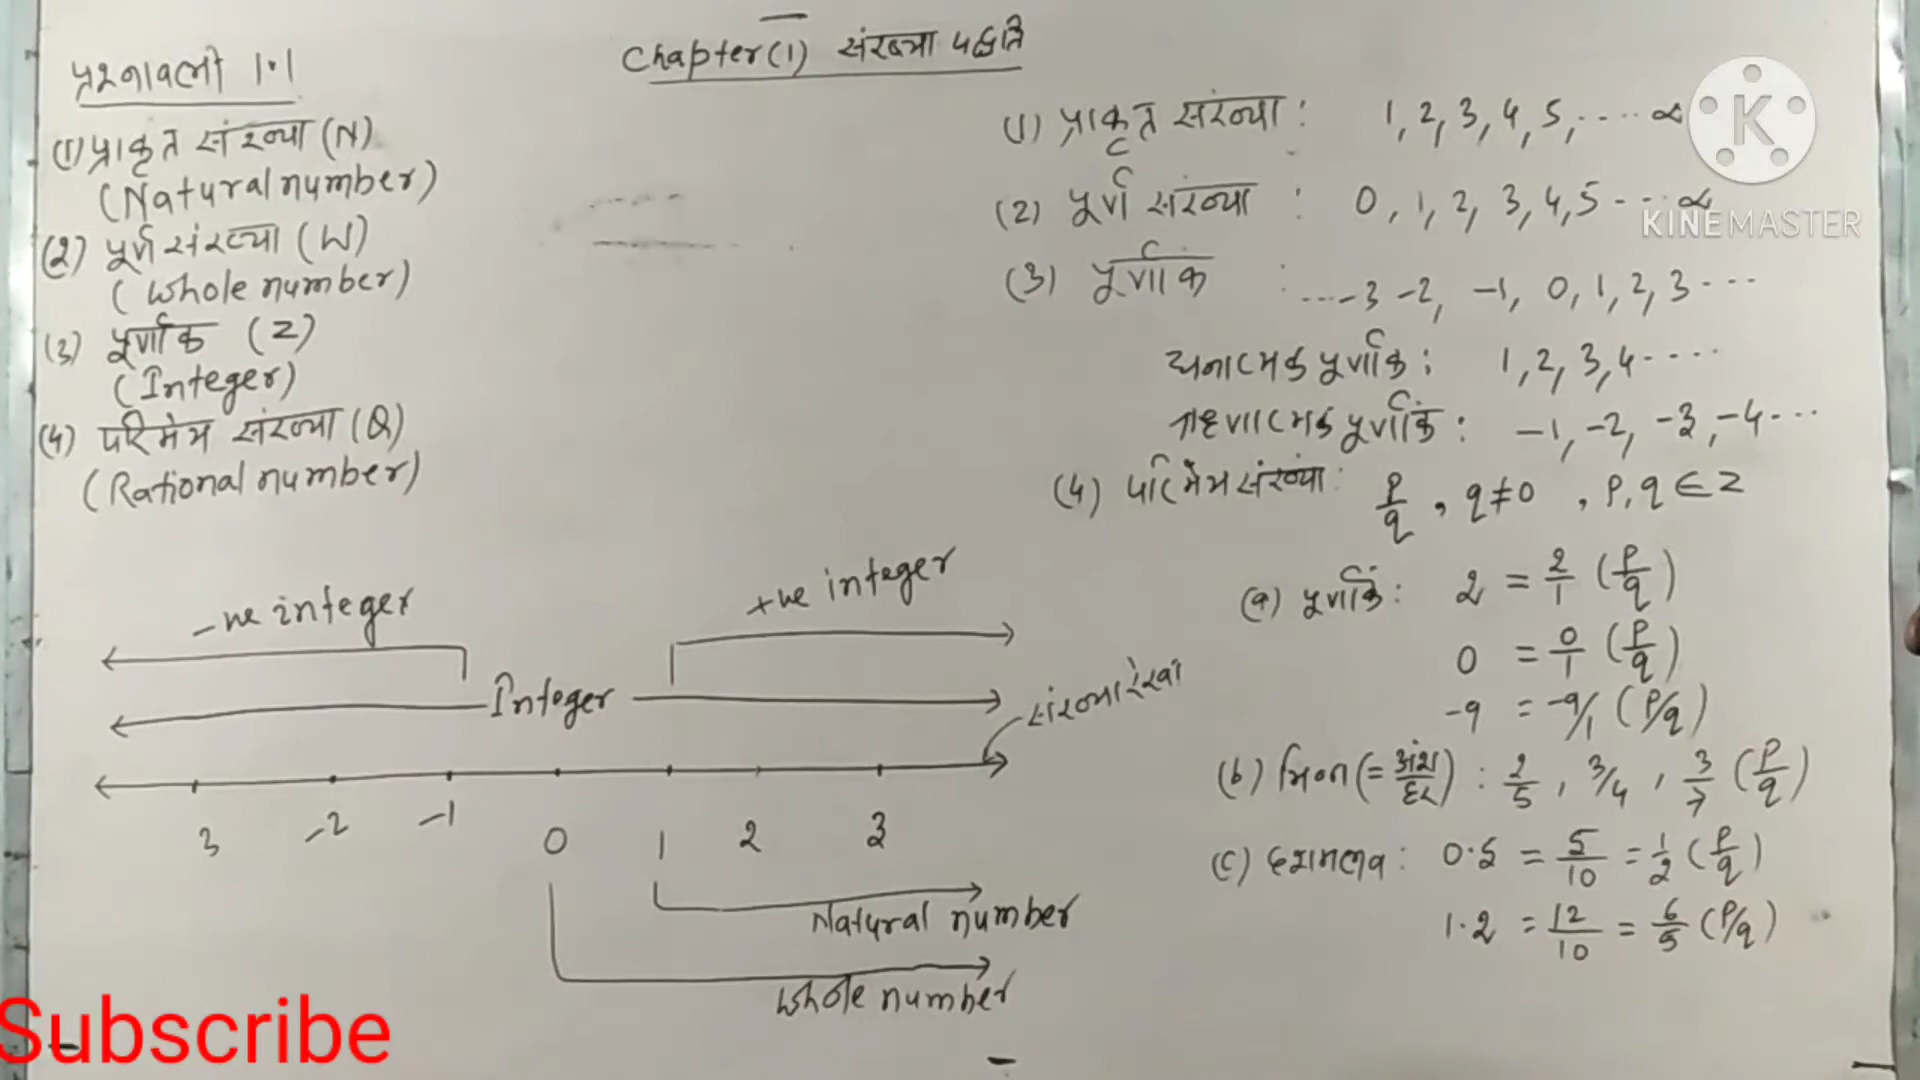 Chapter(1) संख्या पद्धति
प्रश्नावली 1.1
(1) प्राकृत संख्या (N)
(Natural number)
(2) पूर्ण संख्या (W)
(Whole number)
(3) पूर्णांक (Z)
(Integer)
(4) परिमेय संख्या (Q)
(Rational number)
(1) प्राकृत संख्या : 1, 2, 3, 4, 5, .... ∝
(2) पूर्ण संख्या : 0, 1, 2, 3, 4, 5 - - - ∝
(3) पूर्णांक : ...-3 -2, -1, 0, 1, 2, 3 - - -
धनात्मक पूर्णांक : 1, 2, 3, 4 - - - -
ऋणात्मक पूर्णांक : -1, -2, -3, -4 ...
(4) परिमेय संख्या : p/q , q≠0 , p, q ∈ Z
(a) पूर्णांक : 2 = 2/1 (p/q)
0 = 0/1 (p/q)
-9 = -9/1 (p/q)
(b) भिन्न (= अंश/हर) : 2/5 , 3/4 , 3/7 (p/q)
(c) दशमलव : 0.5 = 5/10 = 1/2 (p/q)
1.2 = 12/10 = 6/5 (p/q)
-ve integer
+ve integer
Integer
संख्या रेखा
3 -2 -1 0 1 2 3
Natural number
Whole number
K
KINEMASTER
Subscribe